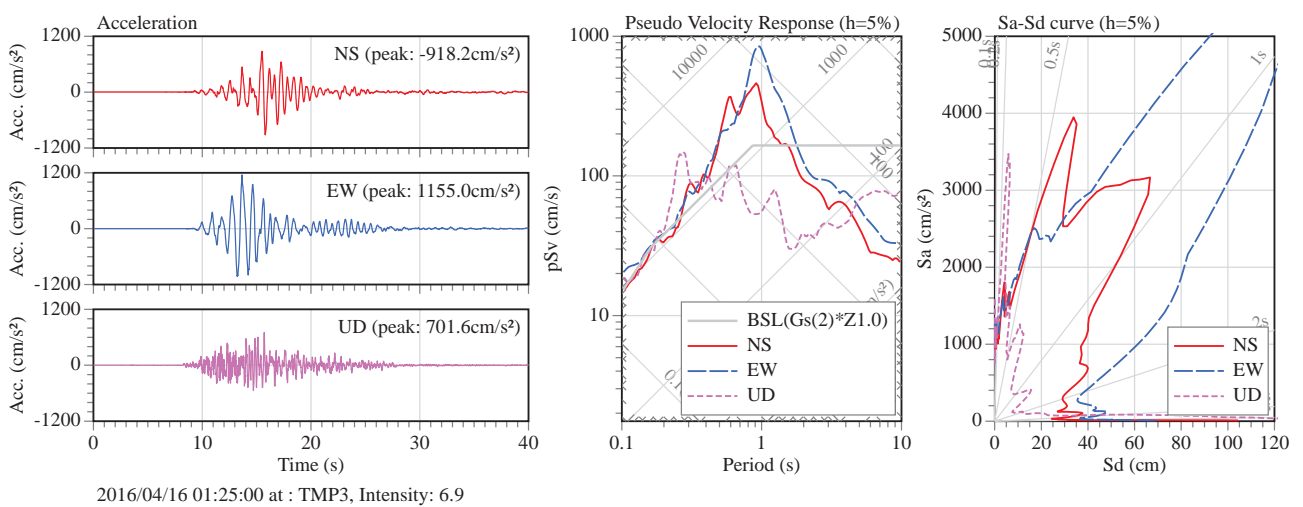 Acceleration
1200
0
-1200
Acc. (cm/s²)
NS (peak: -918.2cm/s²)
1200
0
-1200
Acc. (cm/s²)
EW (peak: 1155.0cm/s²)
1200
0
-1200
Acc. (cm/s²)
UD (peak: 701.6cm/s²)
0 10 20 30 40
Time (s)
2016/04/16 01:25:00 at : TMP3, Intensity: 6.9
Pseudo Velocity Response (h=5%)
1000
100
10
pSv (cm/s)
10000
1000
100
100
BSL(Gs(2)*Z1.0)
NS
EW
UD
0.1 1 10
Period (s)
Sa-Sd curve (h=5%)
5000
4000
3000
2000
1000
0
Sa (cm/s²)
0.1s
0.5s
1s
2s
NS
EW
UD
0 20 40 60 80 100 120
Sd (cm)